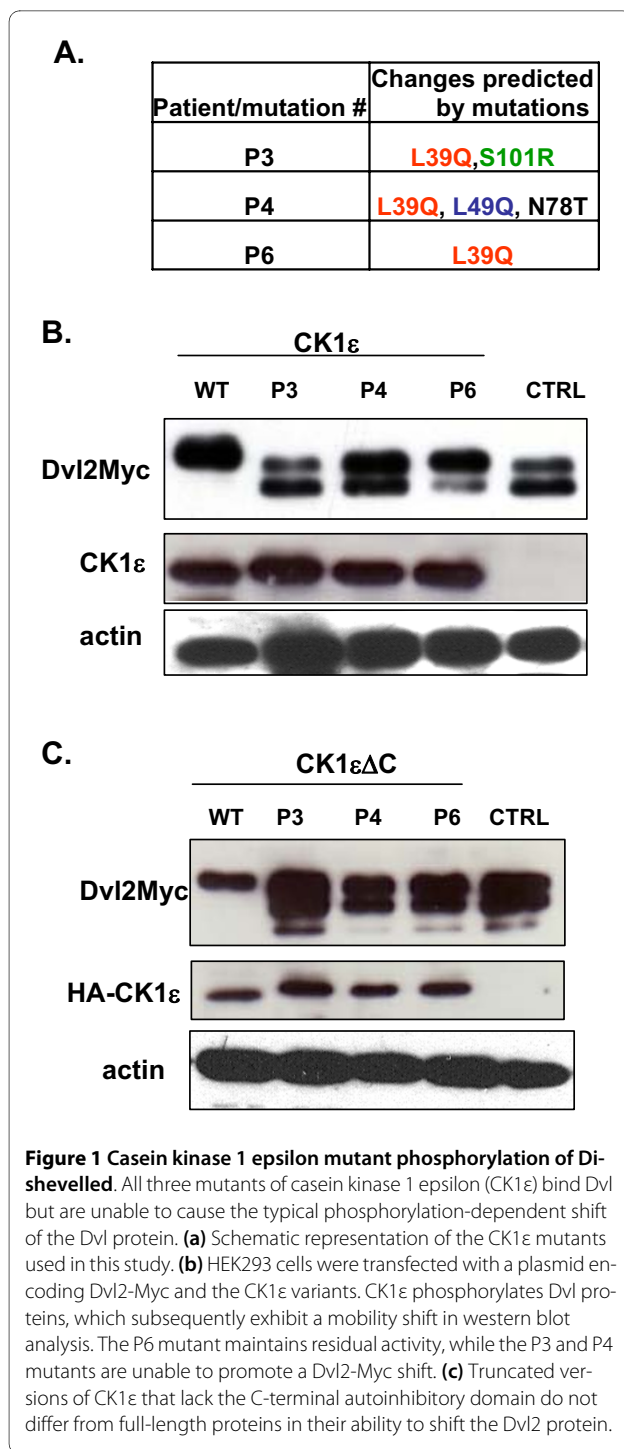 A.
Patient/mutation # Changes predicted
by mutations
P3 L39Q,S101R
P4 L39Q, L49Q, N78T
P6 L39Q
B.
CK1ε
WT P3 P4 P6 CTRL
Dvl2Myc
CK1ε
actin
C.
CK1εΔC
WT P3 P4 P6 CTRL
Dvl2Myc
HA-CK1ε
actin
Figure 1 Casein kinase 1 epsilon mutant phosphorylation of Di-
shevelled. All three mutants of casein kinase 1 epsilon (CK1ε) bind Dvl
but are unable to cause the typical phosphorylation-dependent shift
of the Dvl protein. (a) Schematic representation of the CK1ε mutants
used in this study. (b) HEK293 cells were transfected with a plasmid en-
coding Dvl2-Myc and the CK1ε variants. CK1ε phosphorylates Dvl pro-
teins, which subsequently exhibit a mobility shift in western blot
analysis. The P6 mutant maintains residual activity, while the P3 and P4
mutants are unable to promote a Dvl2-Myc shift. (c) Truncated ver-
sions of CK1ε that lack the C-terminal autoinhibitory domain do not
differ from full-length proteins in their ability to shift the Dvl2 protein.